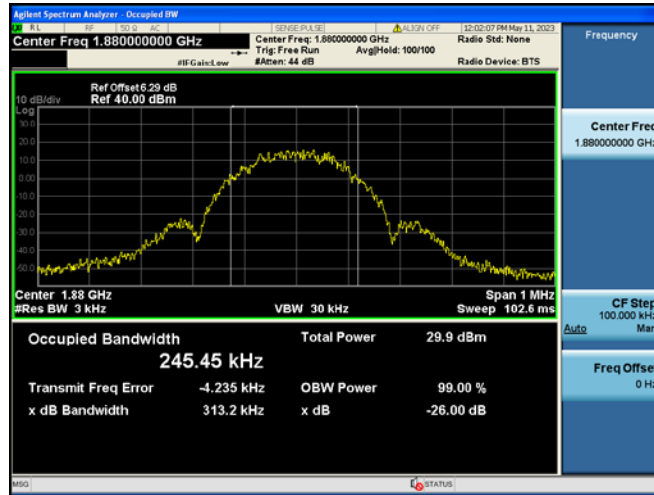 Agilent Spectrum Analyzer - Occupied BW
RL RF 50 Ω AC SENSE:PULSE ALIGN OFF 12:02:07 PM May 11, 2023
Center Freq 1.880000000 GHz
Center Freq: 1.880000000 GHz
Radio Std: None
Trig: Free Run
Avg|Hold: 100/100
#IFGain:Low
#Atten: 44 dB
Radio Device: BTS
Ref Offset 6.29 dB
10 dB/div
Ref 40.00 dBm
Log
30.0
20.0
10.0
0.00
-10.0
-20.0
-30.0
-40.0
-50.0
Center 1.88 GHz
Span 1 MHz
#Res BW 3 kHz
VBW 30 kHz
Sweep 102.6 ms
Occupied Bandwidth
Total Power
29.9 dBm
245.45 kHz
Transmit Freq Error
-4.235 kHz
OBW Power
99.00 %
x dB Bandwidth
313.2 kHz
x dB
-26.00 dB
MSG
STATUS
Frequency
Center Freq
1.880000000 GHz
CF Step
100.000 kHz
Auto Man
Freq Offset
0 Hz